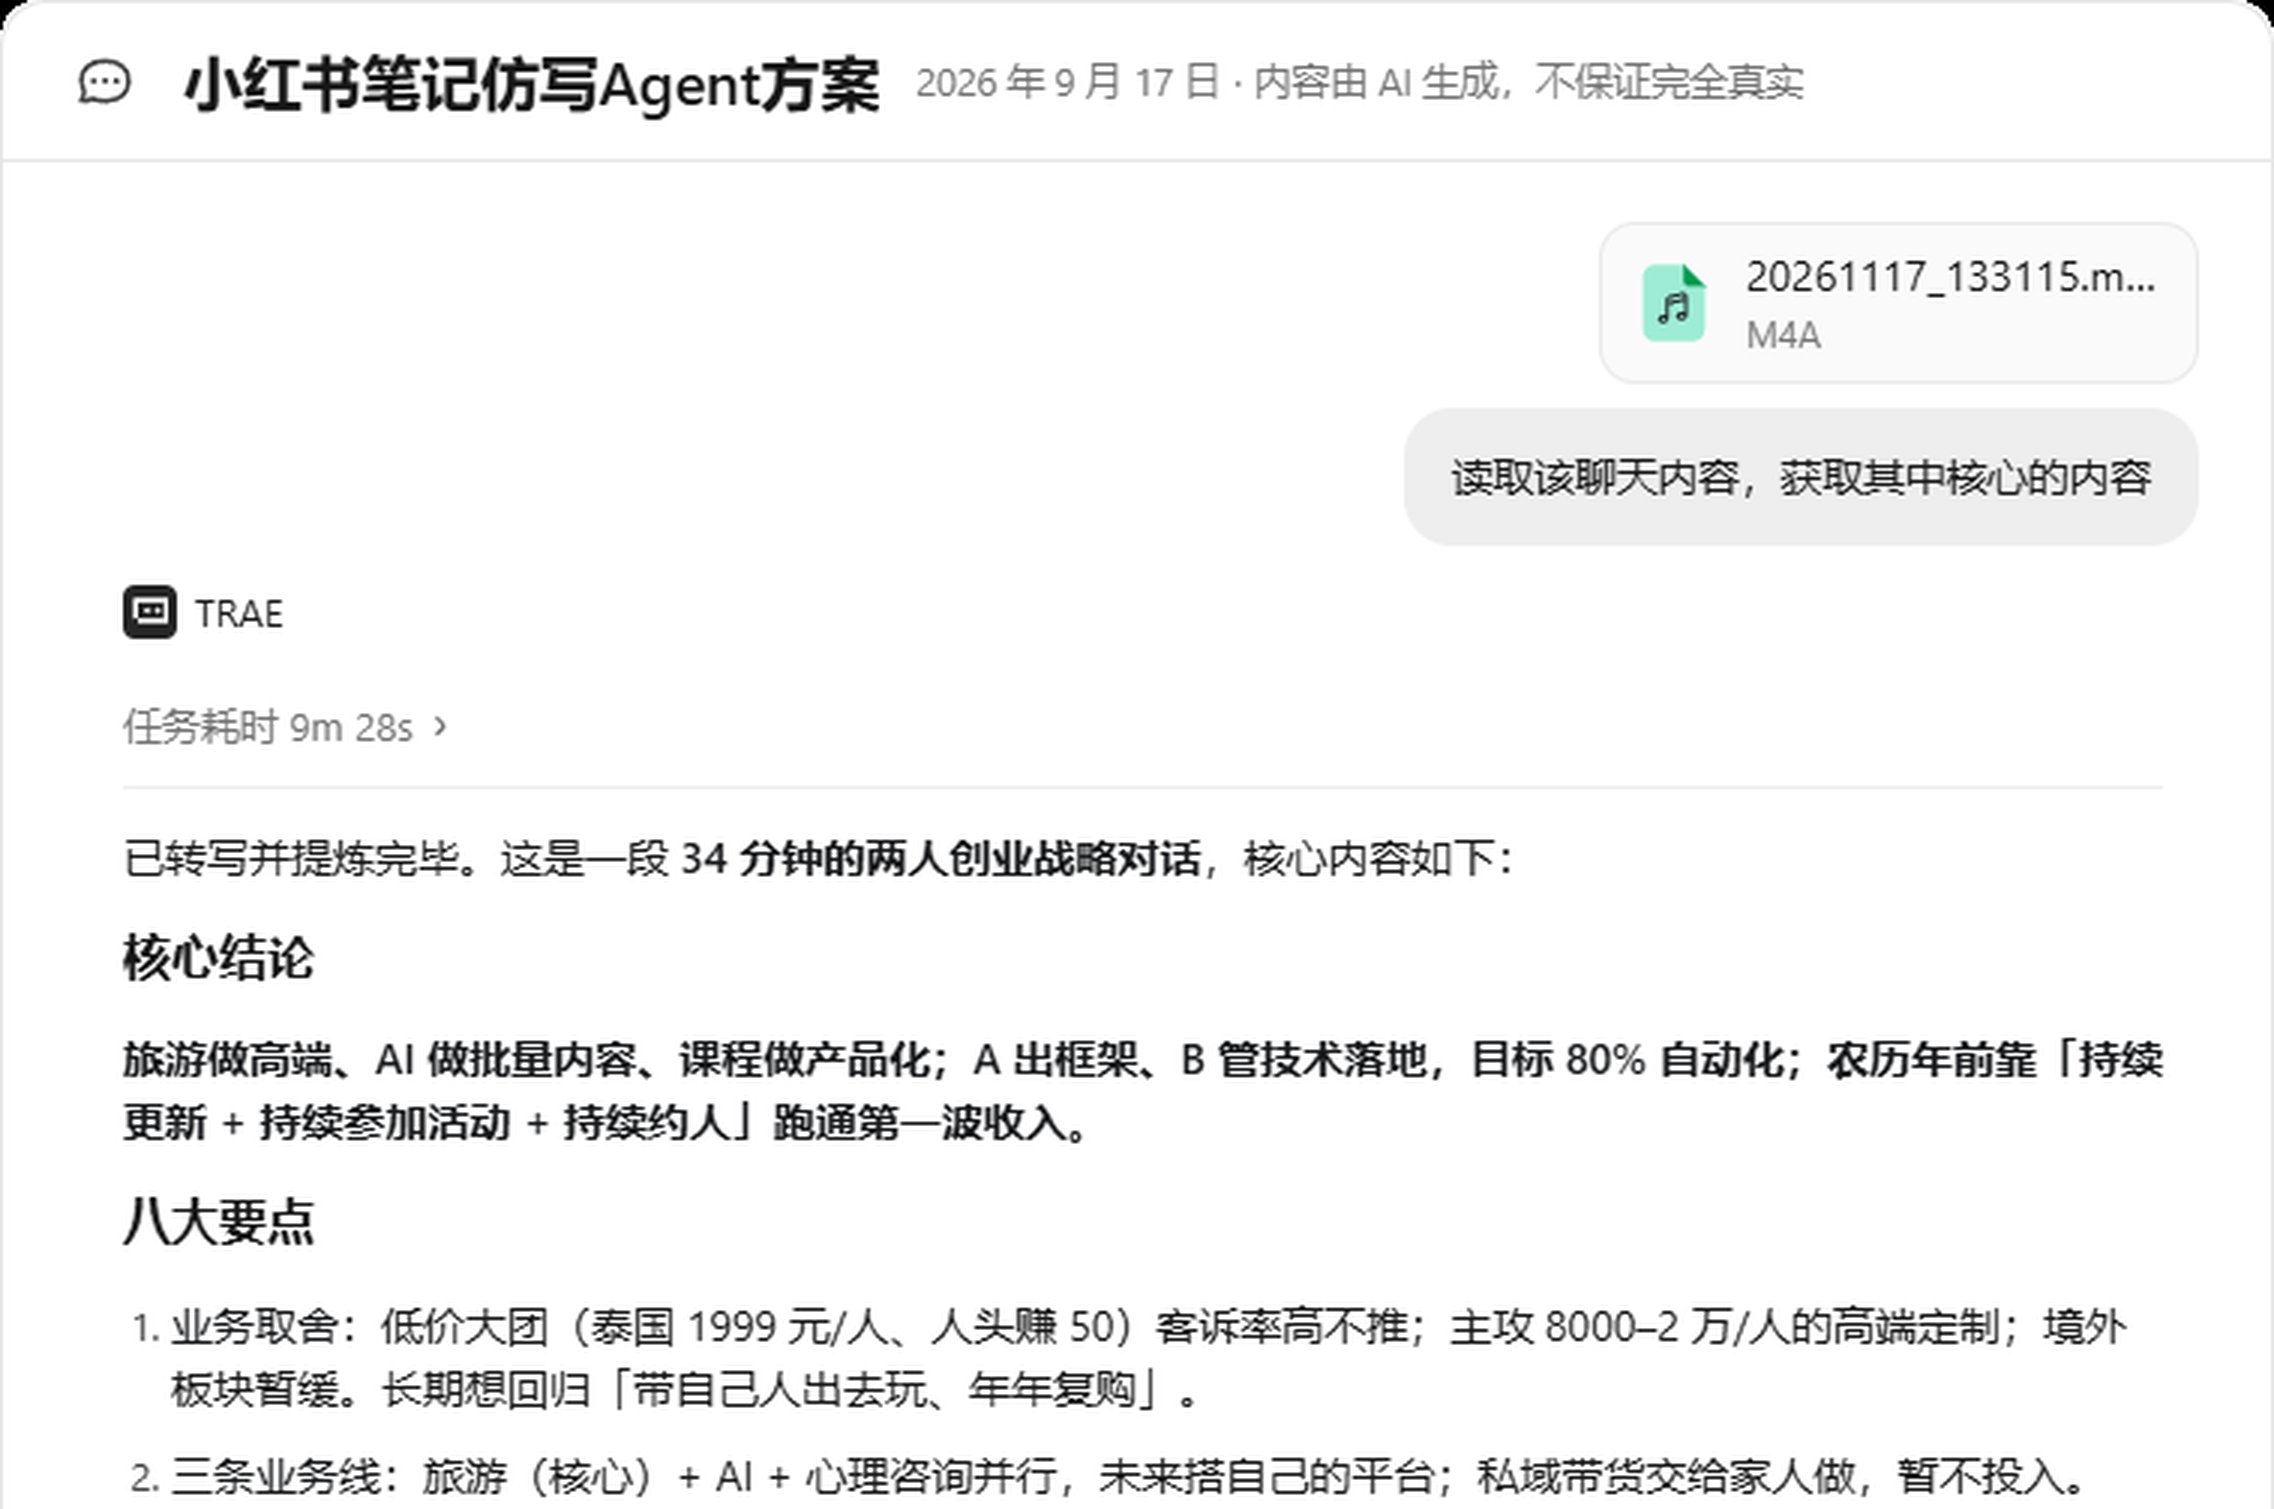 小红书笔记仿写Agent方案 2026 年 9 月 17 日 · 内容由 AI 生成，不保证完全真实
20261117_133115.m...
M4A
读取该聊天内容，获取其中核心的内容
TRAE
任务耗时 9m 28s ›
已转写并提炼完毕。这是一段 34 分钟的两人创业战略对话，核心内容如下：
核心结论
旅游做高端、AI 做批量内容、课程做产品化；A 出框架、B 管技术落地，目标 80% 自动化；农历年前靠「持续
更新 + 持续参加活动 + 持续约人」跑通第一波收入。
八大要点
1. 业务取舍：低价大团（泰国 1999 元/人、人头赚 50）客诉率高不推；主攻 8000–2 万/人的高端定制；境外
板块暂缓。长期想回归「带自己人出去玩、年年复购」。
2. 三条业务线：旅游（核心）+ AI + 心理咨询并行，未来搭自己的平台；私域带货交给家人做，暂不投入。